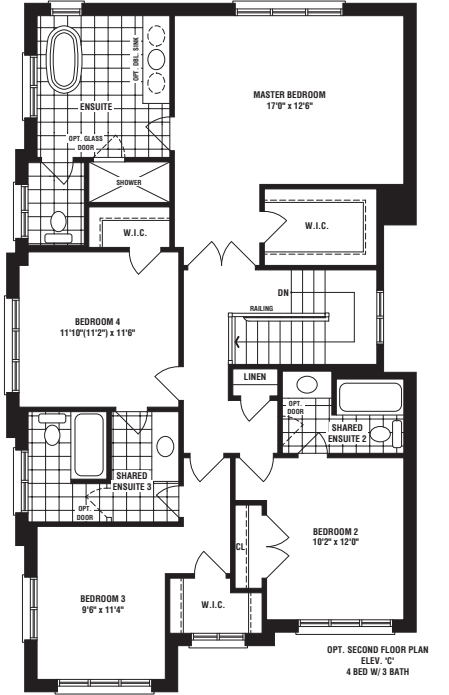 OPT. DBL. SINK
MASTER BEDROOM
17'0" x 12'6"
ENSUITE
OPT. GLASS
DOOR
SHOWER
W.I.C.
W.I.C.
DN
RAILING
BEDROOM 4
11'10"(11'2") x 11'6"
LINEN
OPT.
DOOR
SHARED
ENSUITE 2
SHARED
ENSUITE 3
OPT.
DOOR
BEDROOM 2
10'2" x 12'0"
CL
BEDROOM 3
9'6" x 11'4"
W.I.C.
OPT. SECOND FLOOR PLAN
ELEV. 'C'
4 BED W/ 3 BATH